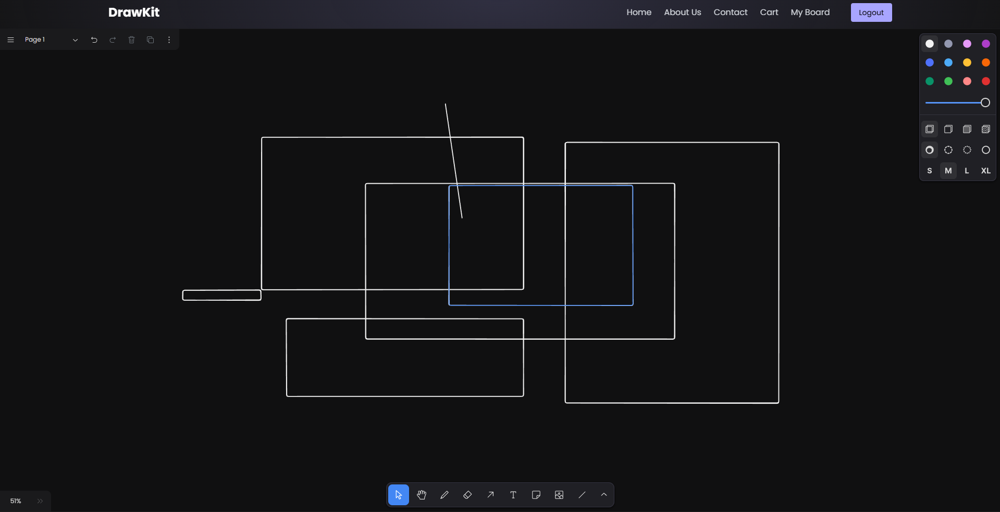 DrawKit
Home About Us Contact Cart My Board Logout
Page 1
S M L XL
51%